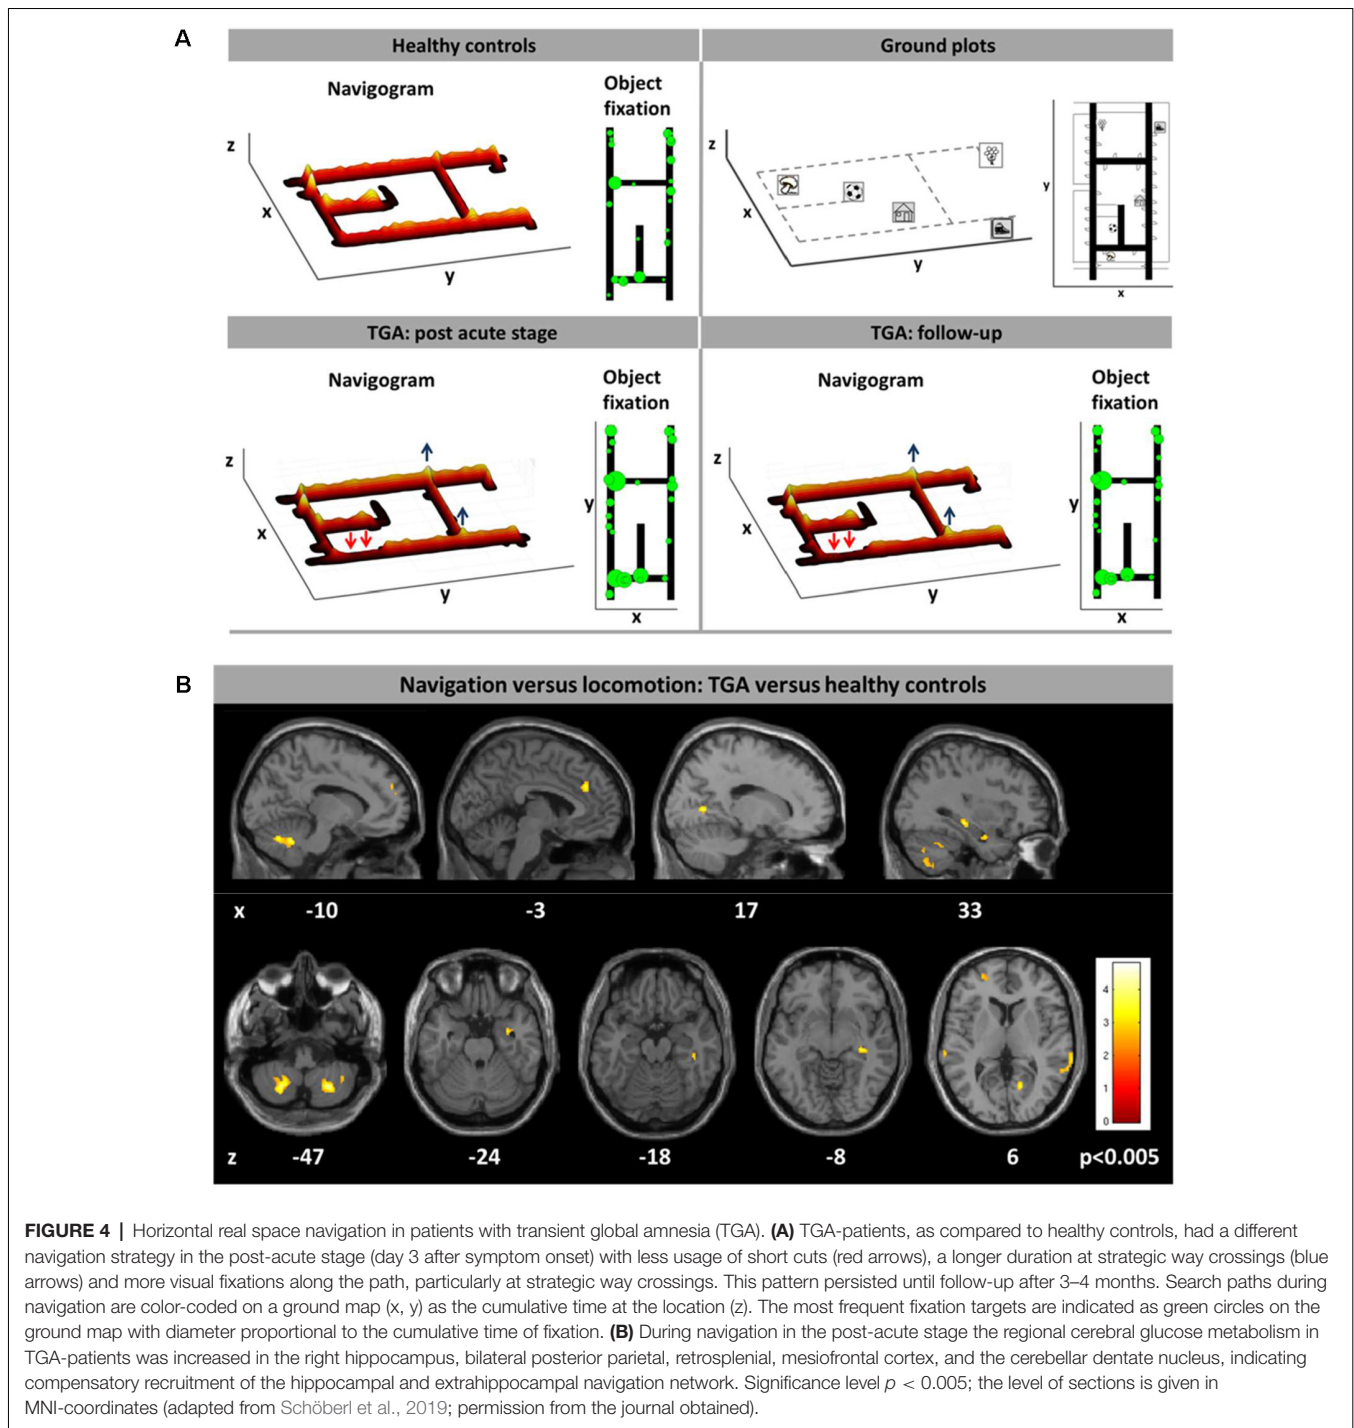 A
Healthy controls
Ground plots
Navigogram
Object
fixation
z
x
y
z
x
y
y
x
TGA: post acute stage
TGA: follow-up
Navigogram
Object
fixation
Navigogram
Object
fixation
z
x
y
y
x
z
x
y
y
x
B
Navigation versus locomotion: TGA versus healthy controls
x -10 -3 17 33
4
3
2
1
0
z -47 -24 -18 -8 6 p<0.005
FIGURE 4 | Horizontal real space navigation in patients with transient global amnesia (TGA). (A) TGA-patients, as compared to healthy controls, had a different
navigation strategy in the post-acute stage (day 3 after symptom onset) with less usage of short cuts (red arrows), a longer duration at strategic way crossings (blue
arrows) and more visual fixations along the path, particularly at strategic way crossings. This pattern persisted until follow-up after 3–4 months. Search paths during
navigation are color-coded on a ground map (x, y) as the cumulative time at the location (z). The most frequent fixation targets are indicated as green circles on the
ground map with diameter proportional to the cumulative time of fixation. (B) During navigation in the post-acute stage the regional cerebral glucose metabolism in
TGA-patients was increased in the right hippocampus, bilateral posterior parietal, retrosplenial, mesiofrontal cortex, and the cerebellar dentate nucleus, indicating
compensatory recruitment of the hippocampal and extrahippocampal navigation network. Significance level p < 0.005; the level of sections is given in
MNI-coordinates (adapted from Schöberl et al., 2019; permission from the journal obtained).